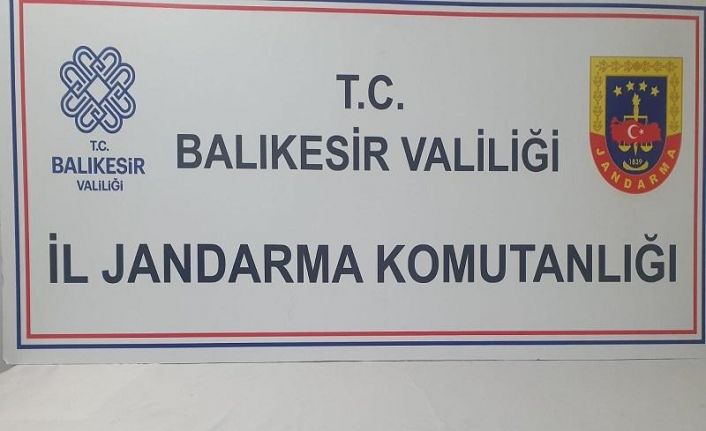 T.C.
BALIKESİR
VALİLİĞİ
T.C.
BALIKESİR VALİLİĞİ
İL JANDARMA KOMUTANLIĞI
1839
JANDARMA